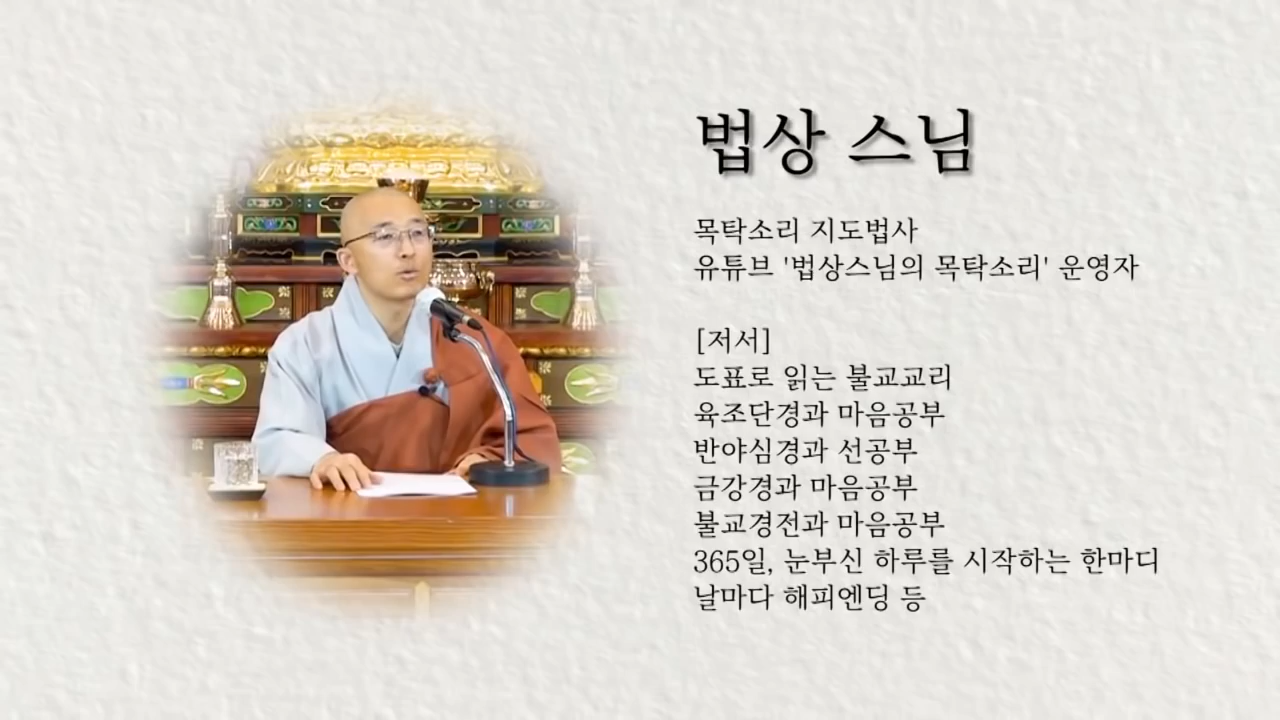 법상 스님
목탁소리 지도법사
유튜브 '법상스님의 목탁소리' 운영자
[저서]
도표로 읽는 불교교리
육조단경과 마음공부
반야심경과 선공부
금강경과 마음공부
불교경전과 마음공부
365일, 눈부신 하루를 시작하는 한마디
날마다 해피엔딩 등